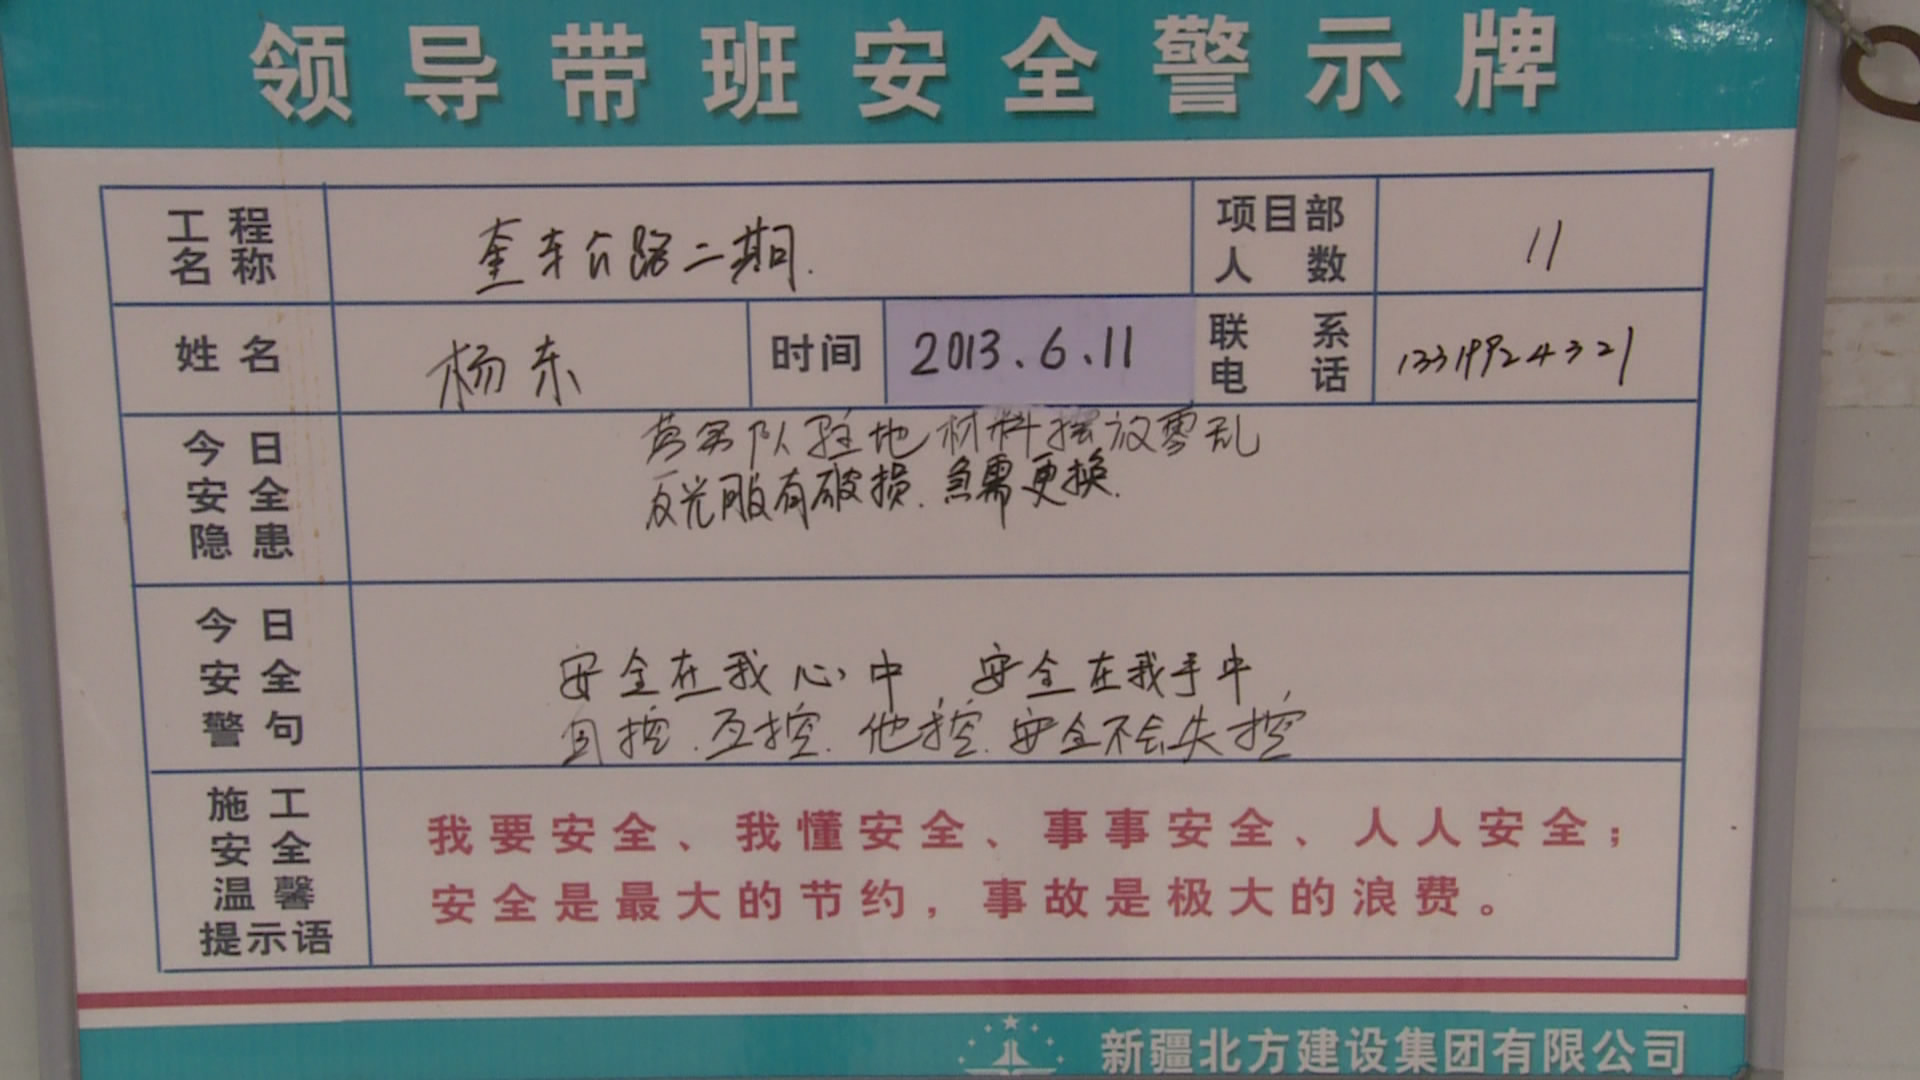 领导带班安全警示牌
工程名称
奎东公路二期.
项目部人数
11
姓名
杨东
时间
2013.6.11
联系电话
13319924321
今日安全隐患
劳务队驻地材料摆放零乱
反光服有破损.急需更换.
今日安全警句
安全在我心中,安全在我手中
自控.互控.他控.安全不会失控
施工安全温馨提示语
我要安全、我懂安全、事事安全、人人安全；
安全是最大的节约，事故是极大的浪费。
新疆北方建设集团有限公司